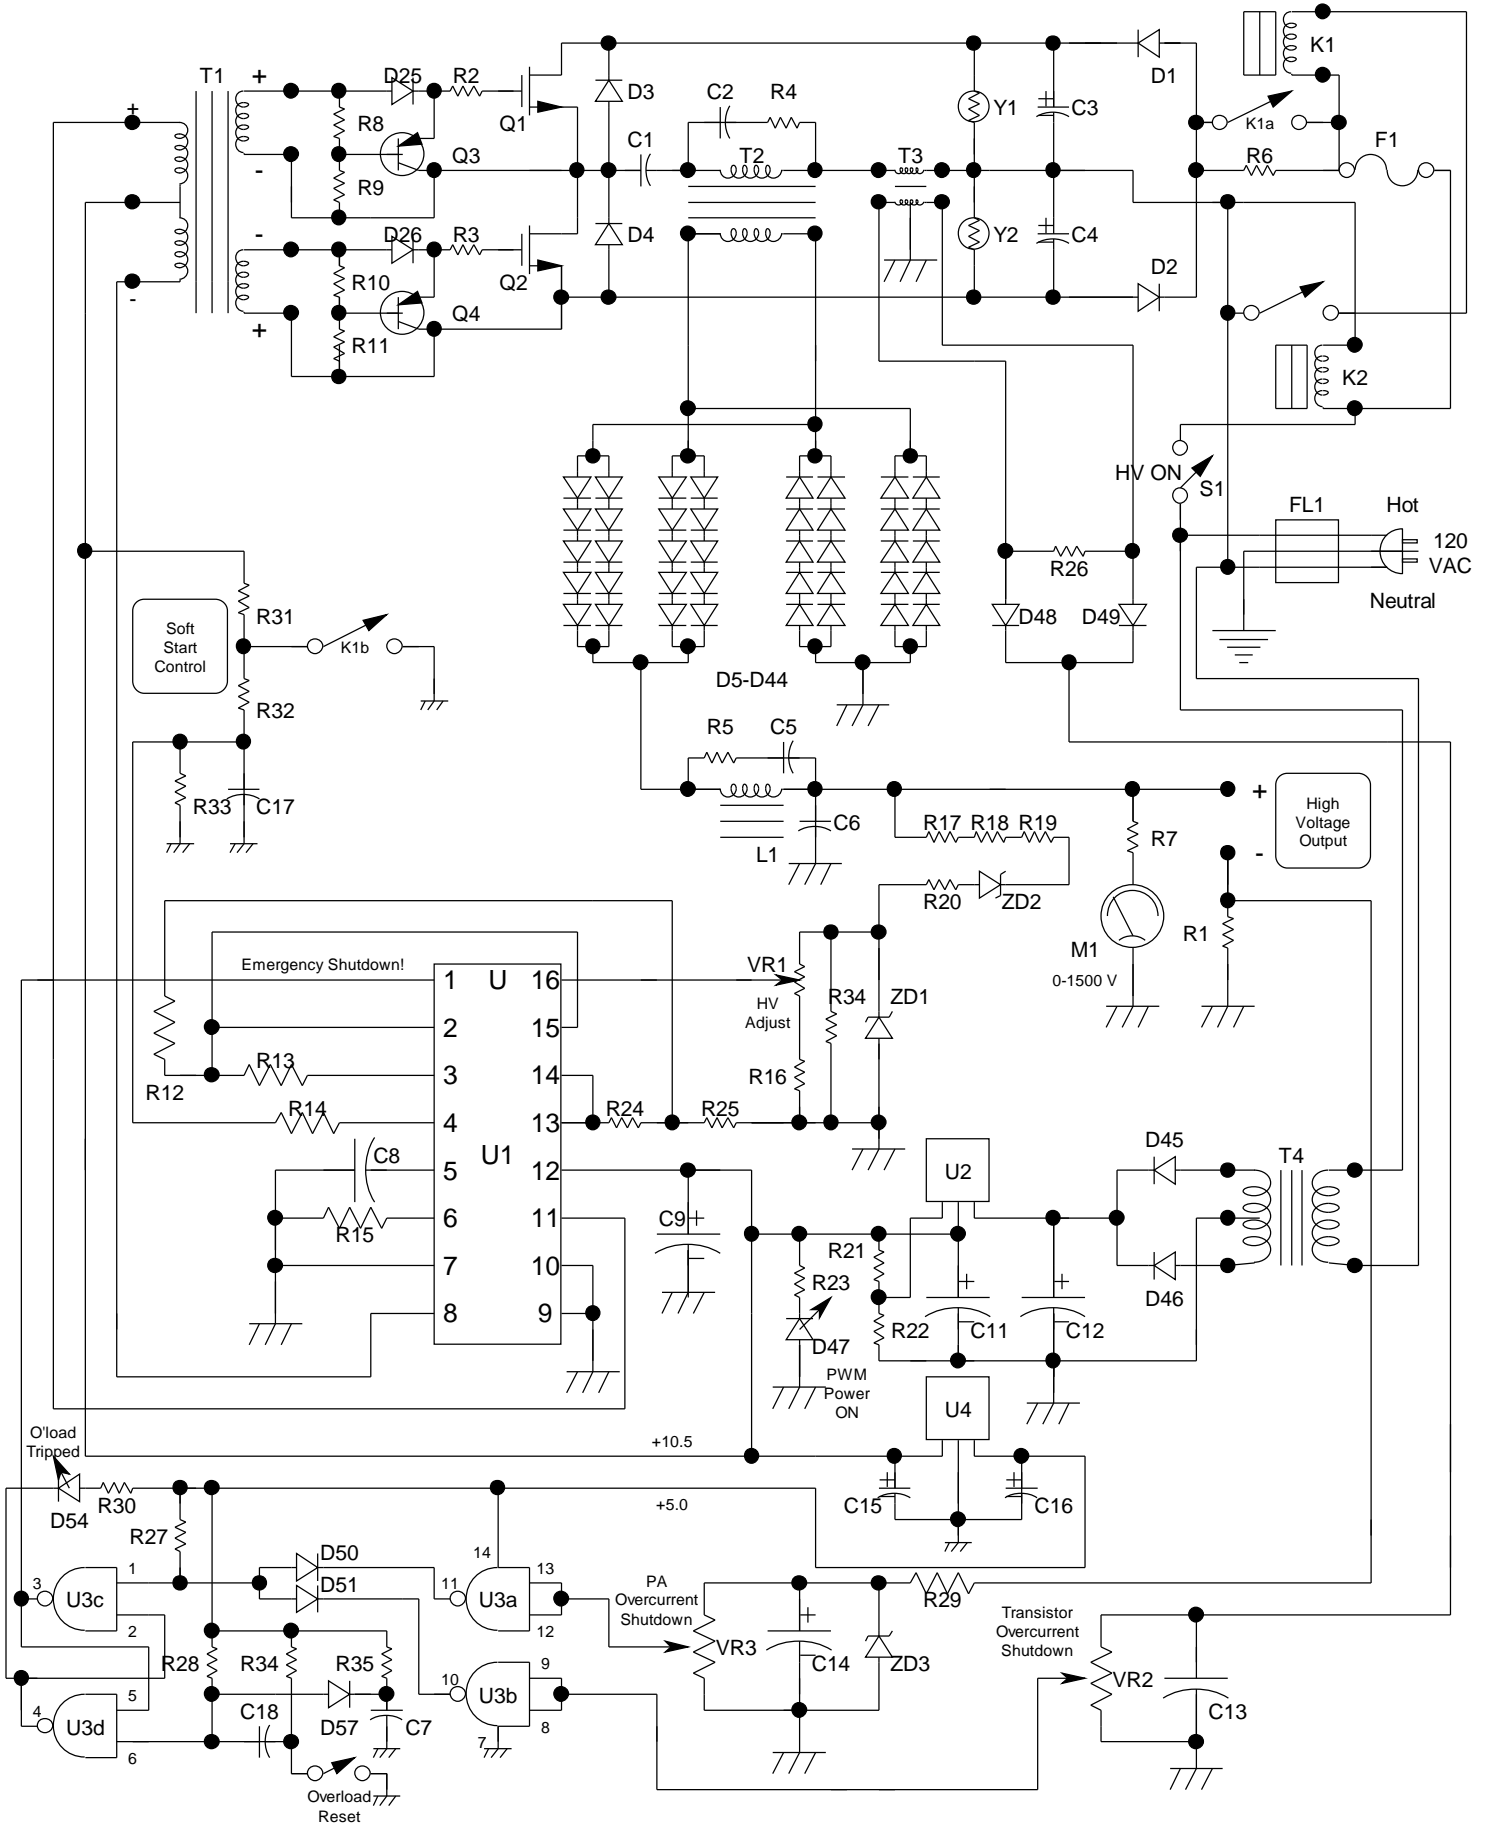 K1
T1
+
D25
R2
D3
C2
R4
Y1
C3
D1
K1a
F1
+
R8
Q1
C1
T2
T3
R6
-
R9
Q3
-
D26
R3
D4
Y2
C4
D2
R10
Q2
-
+
R11
Q4
K2
HV ON
S1
FL1
Hot
120
VAC
Neutral
R26
D48
D49
Soft
Start
Control
R31
K1b
R32
D5-D44
R33
C17
R5
C5
C6
L1
R17
R18
R19
R20
ZD2
R7
+
-
High
Voltage
Output
M1
0-1500 V
R1
Emergency Shutdown!
1
U
16
VR1
HV
Adjust
R34
ZD1
2
15
R12
R13
3
14
R16
R14
4
13
R24
R25
U1
C8
5
12
R15
6
11
C9
7
10
8
9
U2
D45
T4
R21
R23
R22
D47
C11
C12
D46
PWM
Power
ON
U4
O'load
Tripped
+10.5
D54
R30
+5.0
C15
C16
R27
14
D50
D51
13
11
U3a
12
1
3
U3c
2
PA
Overcurrent
Shutdown
R29
VR3
C14
ZD3
Transistor
Overcurrent
Shutdown
VR2
C13
R28
R34
R35
9
10
U3b
8
7
5
4
U3d
6
C18
D57
C7
Overload
Reset